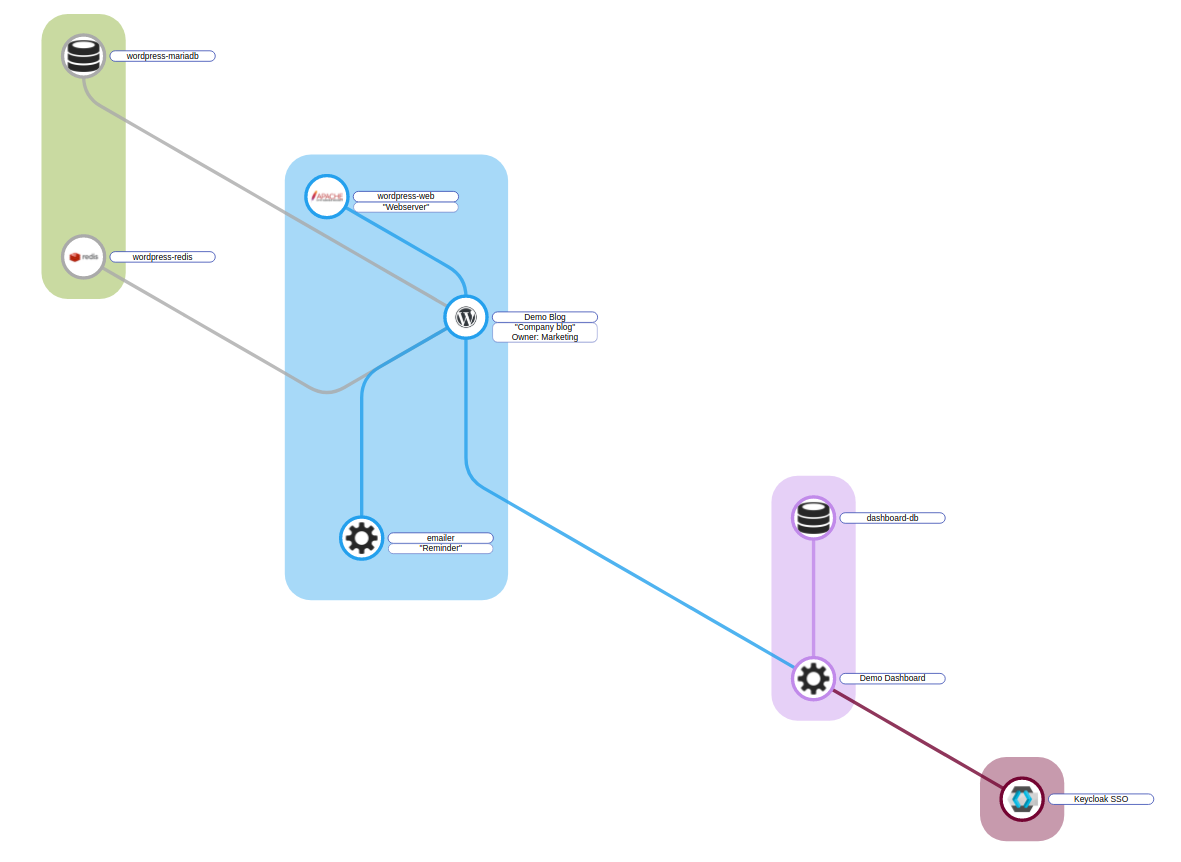 wordpress-mariadb
APACHE
wordpress-web
"Webserver"
redis
wordpress-redis
Demo Blog
"Company blog"
Owner: Marketing
dashboard-db
emailer
"Reminder"
Demo Dashboard
Keycloak SSO